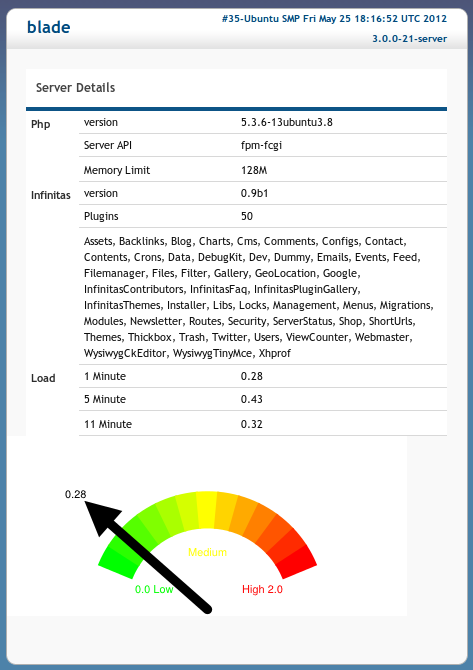 blade
#35-Ubuntu SMP Fri May 25 18:16:52 UTC 2012
3.0.0-21-server
Server Details
Php version 5.3.6-13ubuntu3.8
Server API fpm-fcgi
Memory Limit 128M
Infinitas version 0.9b1
Plugins 50
Assets, Backlinks, Blog, Charts, Cms, Comments, Configs, Contact,
Contents, Crons, Data, DebugKit, Dev, Dummy, Emails, Events, Feed,
Filemanager, Files, Filter, Gallery, GeoLocation, Google,
InfinitasContributors, InfinitasFaq, InfinitasPluginGallery,
InfinitasThemes, Installer, Libs, Locks, Management, Menus, Migrations,
Modules, Newsletter, Routes, Security, ServerStatus, Shop, ShortUrls,
Themes, Thickbox, Trash, Twitter, Users, ViewCounter, Webmaster,
WysiwygCkEditor, WysiwygTinyMce, Xhprof
Load 1 Minute 0.28
5 Minute 0.43
11 Minute 0.32
0.28
Medium
0.0 Low High 2.0